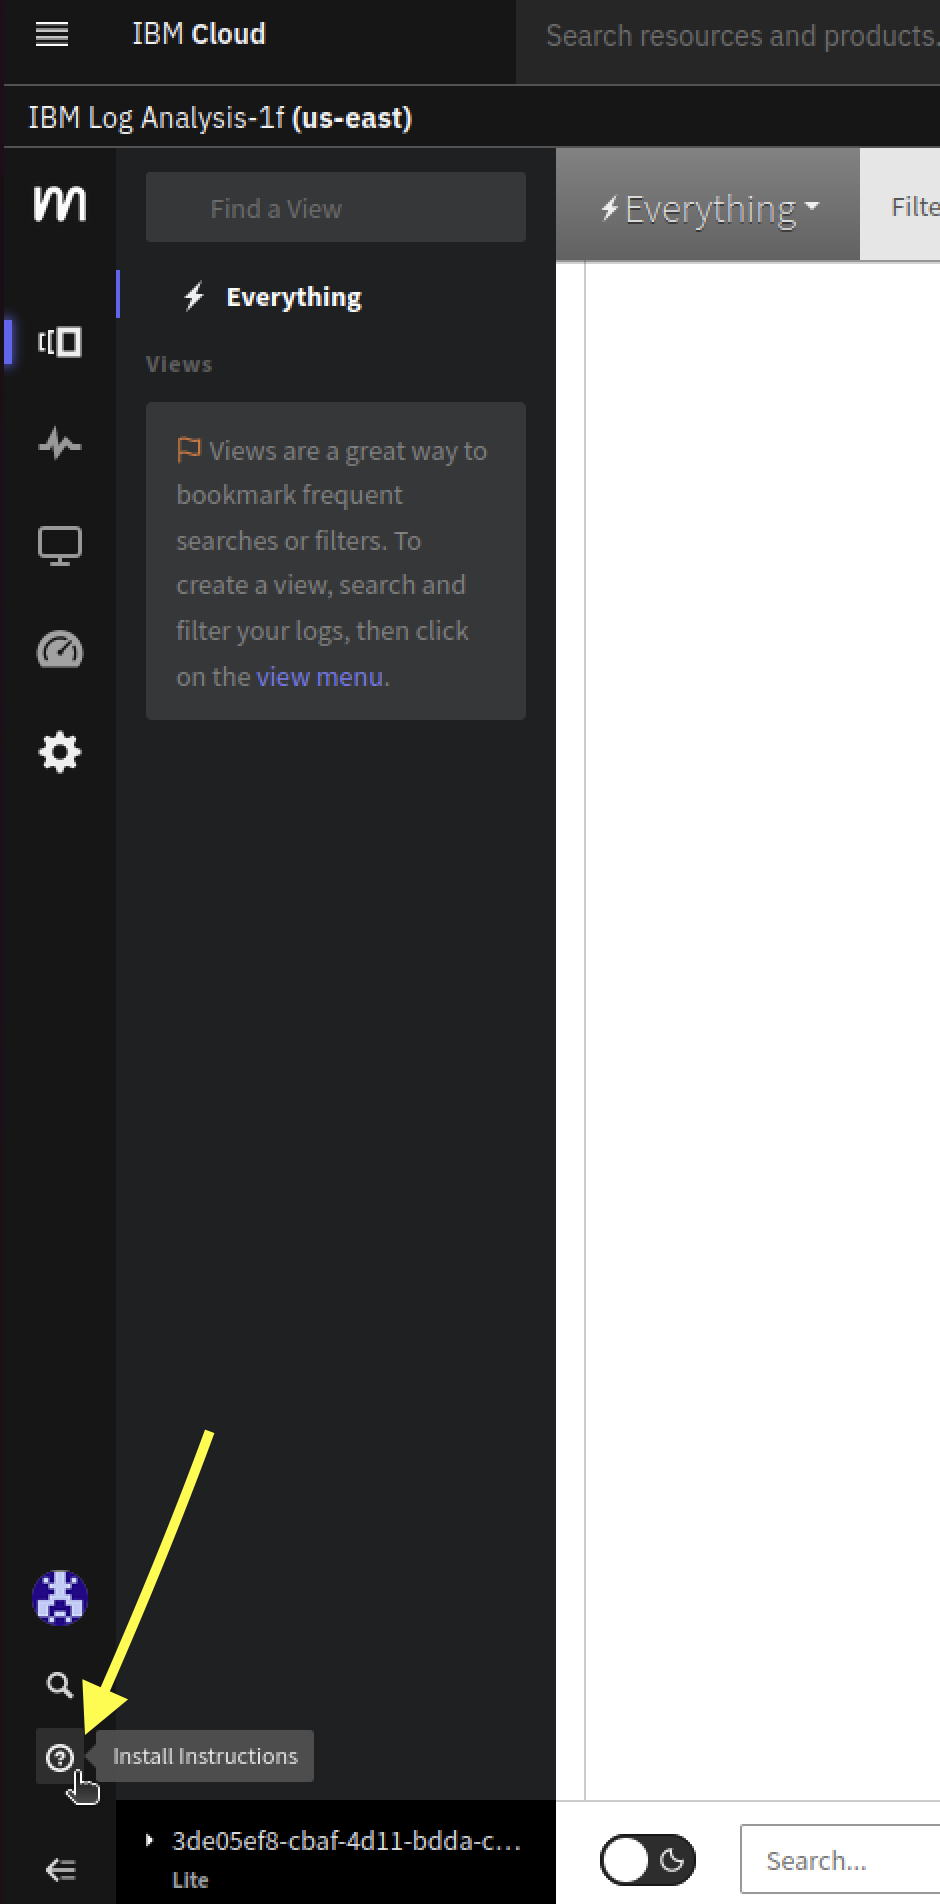 IBM Cloud
Search resources and products.
IBM Log Analysis-1f (us-east)
Find a View
Everything
Filte
Everything
Views
Views are a great way to
bookmark frequent
searches or filters. To
create a view, search and
filter your logs, then click
on the view menu.
Install Instructions
3de05ef8-cbaf-4d11-bdda-c...
Lite
Search...